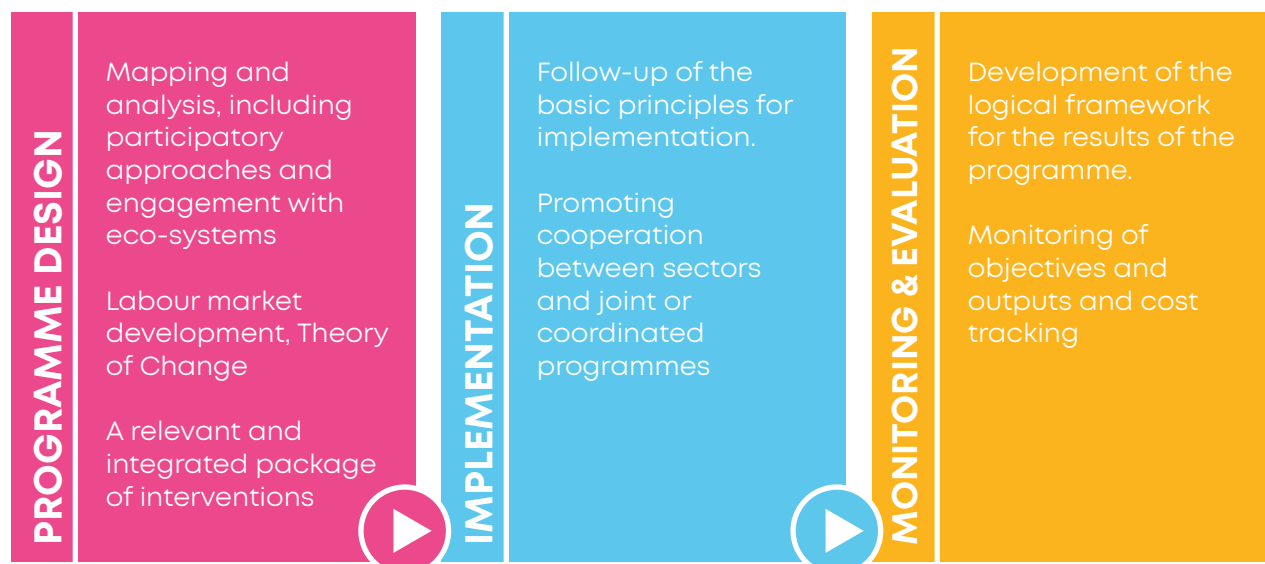 PROGRAMME DESIGN
Mapping and
analysis, including
participatory
approaches and
engagement with
eco-systems
Labour market
development, Theory
of Change
A relevant and
integrated package
of interventions
IMPLEMENTATION
Follow-up of the
basic principles for
implementation.
Promoting
cooperation
between sectors
and joint or
coordinated
programmes
MONITORING & EVALUATION
Development of the
logical framework
for the results of the
programme.
Monitoring of
objectives and
outputs and cost
tracking